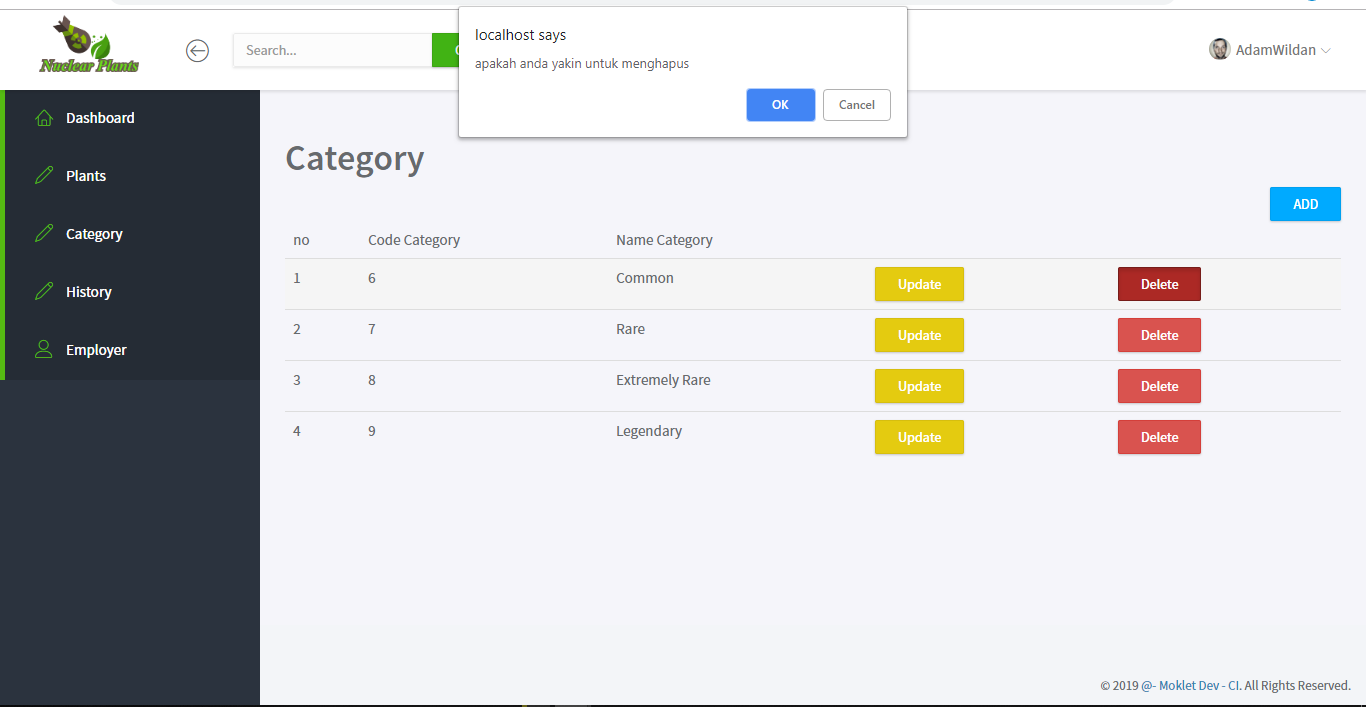 localhost says
apakah anda yakin untuk menghapus
OK
Cancel
Nuclear Plants
Search...
AdamWildan
Dashboard
Plants
Category
History
Employer
Category
ADD
no Code Category Name Category
1 6 Common Update Delete
2 7 Rare Update Delete
3 8 Extremely Rare Update Delete
4 9 Legendary Update Delete
© 2019 @- Moklet Dev - CI. All Rights Reserved.